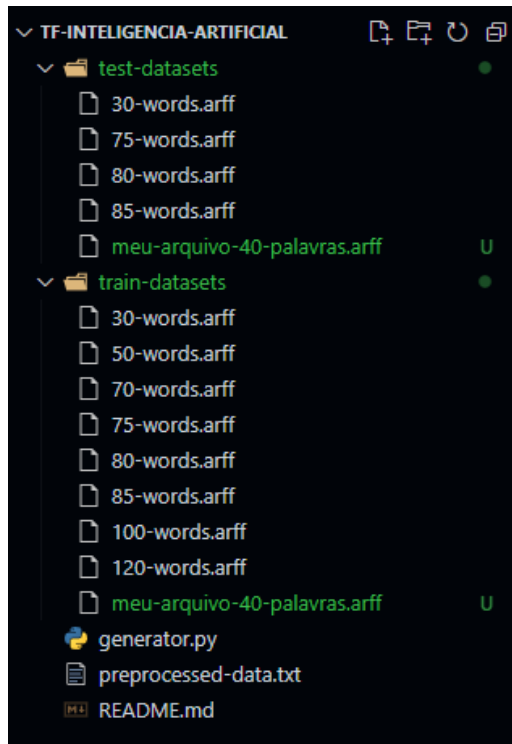 TF-INTELIGENCIA-ARTIFICIAL
test-datasets
30-words.arff
75-words.arff
80-words.arff
85-words.arff
meu-arquivo-40-palavras.arff U
train-datasets
30-words.arff
50-words.arff
70-words.arff
75-words.arff
80-words.arff
85-words.arff
100-words.arff
120-words.arff
meu-arquivo-40-palavras.arff U
generator.py
preprocessed-data.txt
README.md